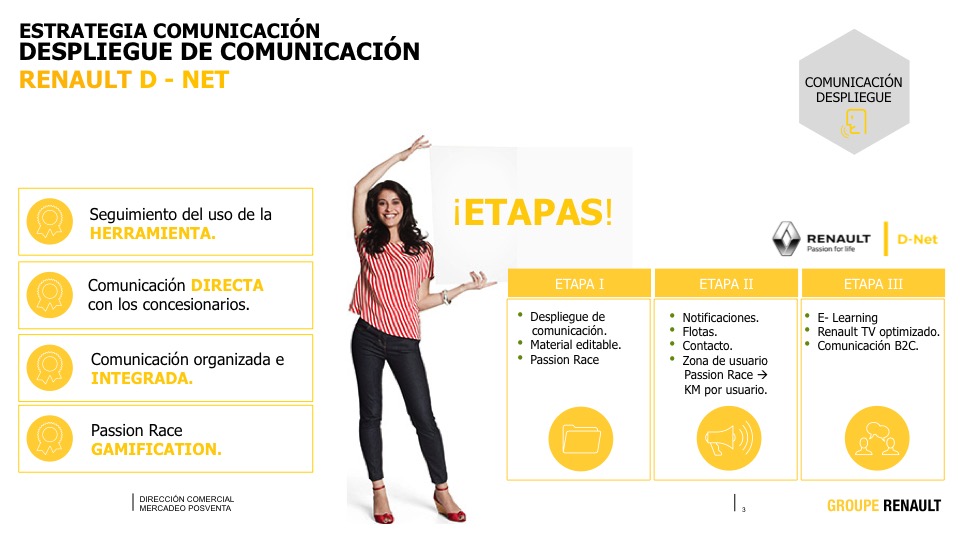 ESTRATEGIA COMUNICACIÓN
DESPLIEGUE DE COMUNICACIÓN
RENAULT D - NET
COMUNICACIÓN
DESPLIEGUE
Seguimiento del uso de la
HERRAMIENTA.
Comunicación DIRECTA
con los concesionarios.
Comunicación organizada e
INTEGRADA.
Passion Race
GAMIFICATION.
¡ETAPAS!
RENAULT
Passion for life
D-Net
ETAPA I
• Despliegue de
comunicación.
• Material editable.
• Passion Race
ETAPA II
• Notificaciones.
• Flotas.
• Contacto.
• Zona de usuario
Passion Race →
KM por usuario.
ETAPA III
• E- Learning
• Renault TV optimizado.
• Comunicación B2C.
DIRECCIÓN COMERCIAL
MERCADEO POSVENTA
3
GROUPE RENAULT